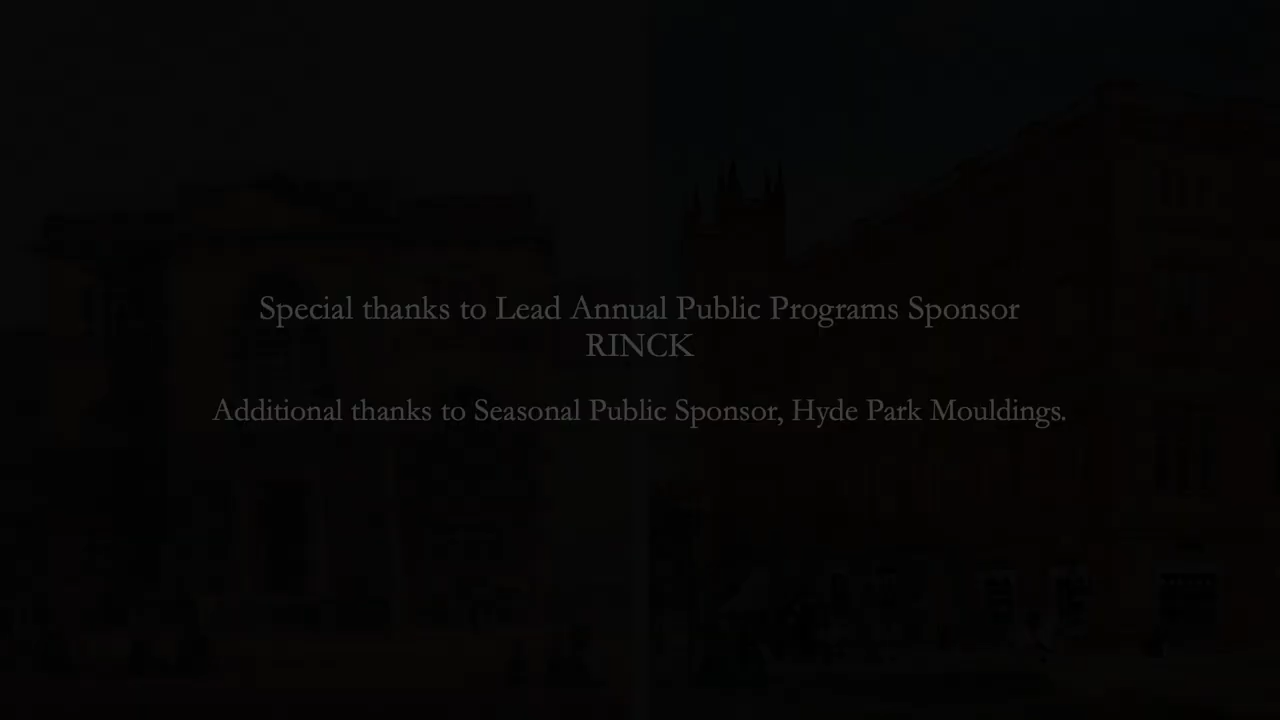 Special thanks to Lead Annual Public Programs Sponsor
RINCK
Additional thanks to Seasonal Public Sponsor, Hyde Park Mouldings.